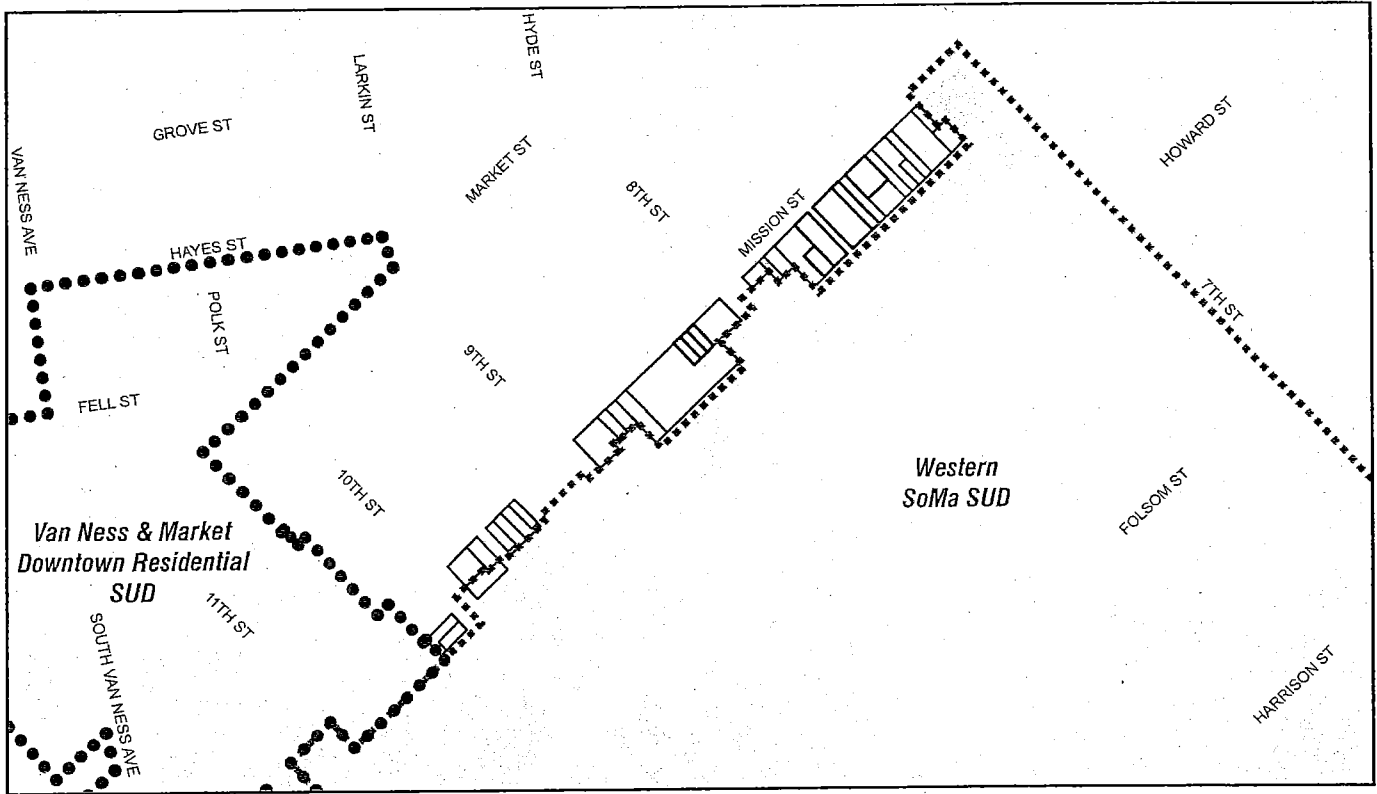 HYDE ST
LARKIN ST
GROVE ST
HOWARD ST
VAN NESS AVE
MARKET ST
8TH ST
MISSION ST
HAYES ST
7TH ST
POLK ST
9TH ST
FELL ST
10TH ST
Western
SoMa SUD
FOLSOM ST
Van Ness & Market
Downtown Residential
SUD
11TH ST
SOUTH VAN NESS AVE
HARRISON ST